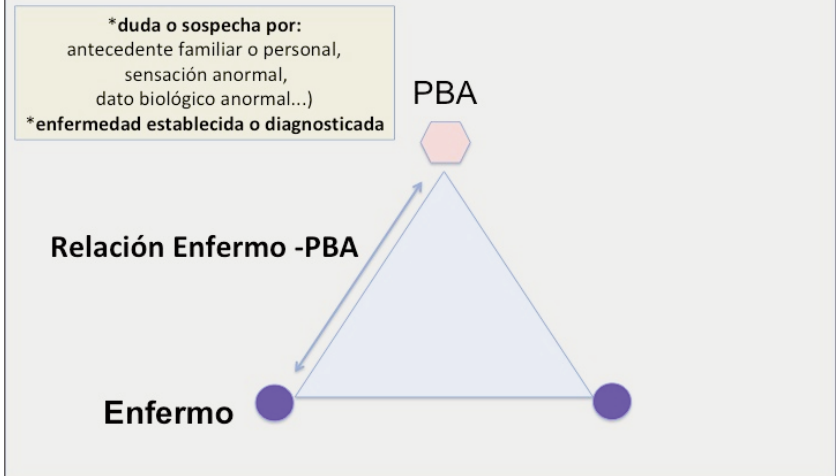 *duda o sospecha por:
antecedente familiar o personal,
sensación anormal,
dato biológico anormal...)
*enfermedad establecida o diagnosticada
PBA
Relación Enfermo -PBA
Enfermo